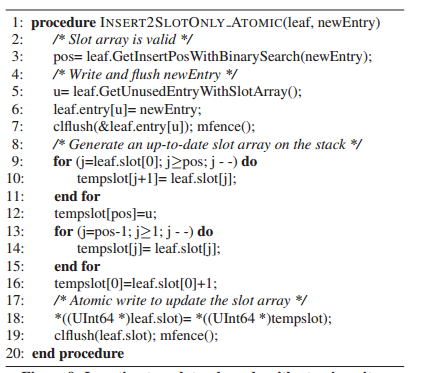 1: procedure INSERT2SLOTONLY_ATOMIC(leaf, newEntry)
2: /* Slot array is valid */
3: pos= leaf.GetInsertPosWithBinarySearch(newEntry);
4: /* Write and flush newEntry */
5: u= leaf.GetUnusedEntryWithSlotArray();
6: leaf.entry[u]= newEntry;
7: clflush(&leaf.entry[u]); mfence();
8: /* Generate an up-to-date slot array on the stack */
9: for (j=leaf.slot[0]; j≥pos; j - -) do
10: tempslot[j+1]= leaf.slot[j];
11: end for
12: tempslot[pos]=u;
13: for (j=pos-1; j≥1; j - -) do
14: tempslot[j]= leaf.slot[j];
15: end for
16: tempslot[0]=leaf.slot[0]+1;
17: /* Atomic write to update the slot array */
18: *((UInt64 *)leaf.slot)= *((UInt64 *)tempslot);
19: clflush(leaf.slot); mfence();
20: end procedure